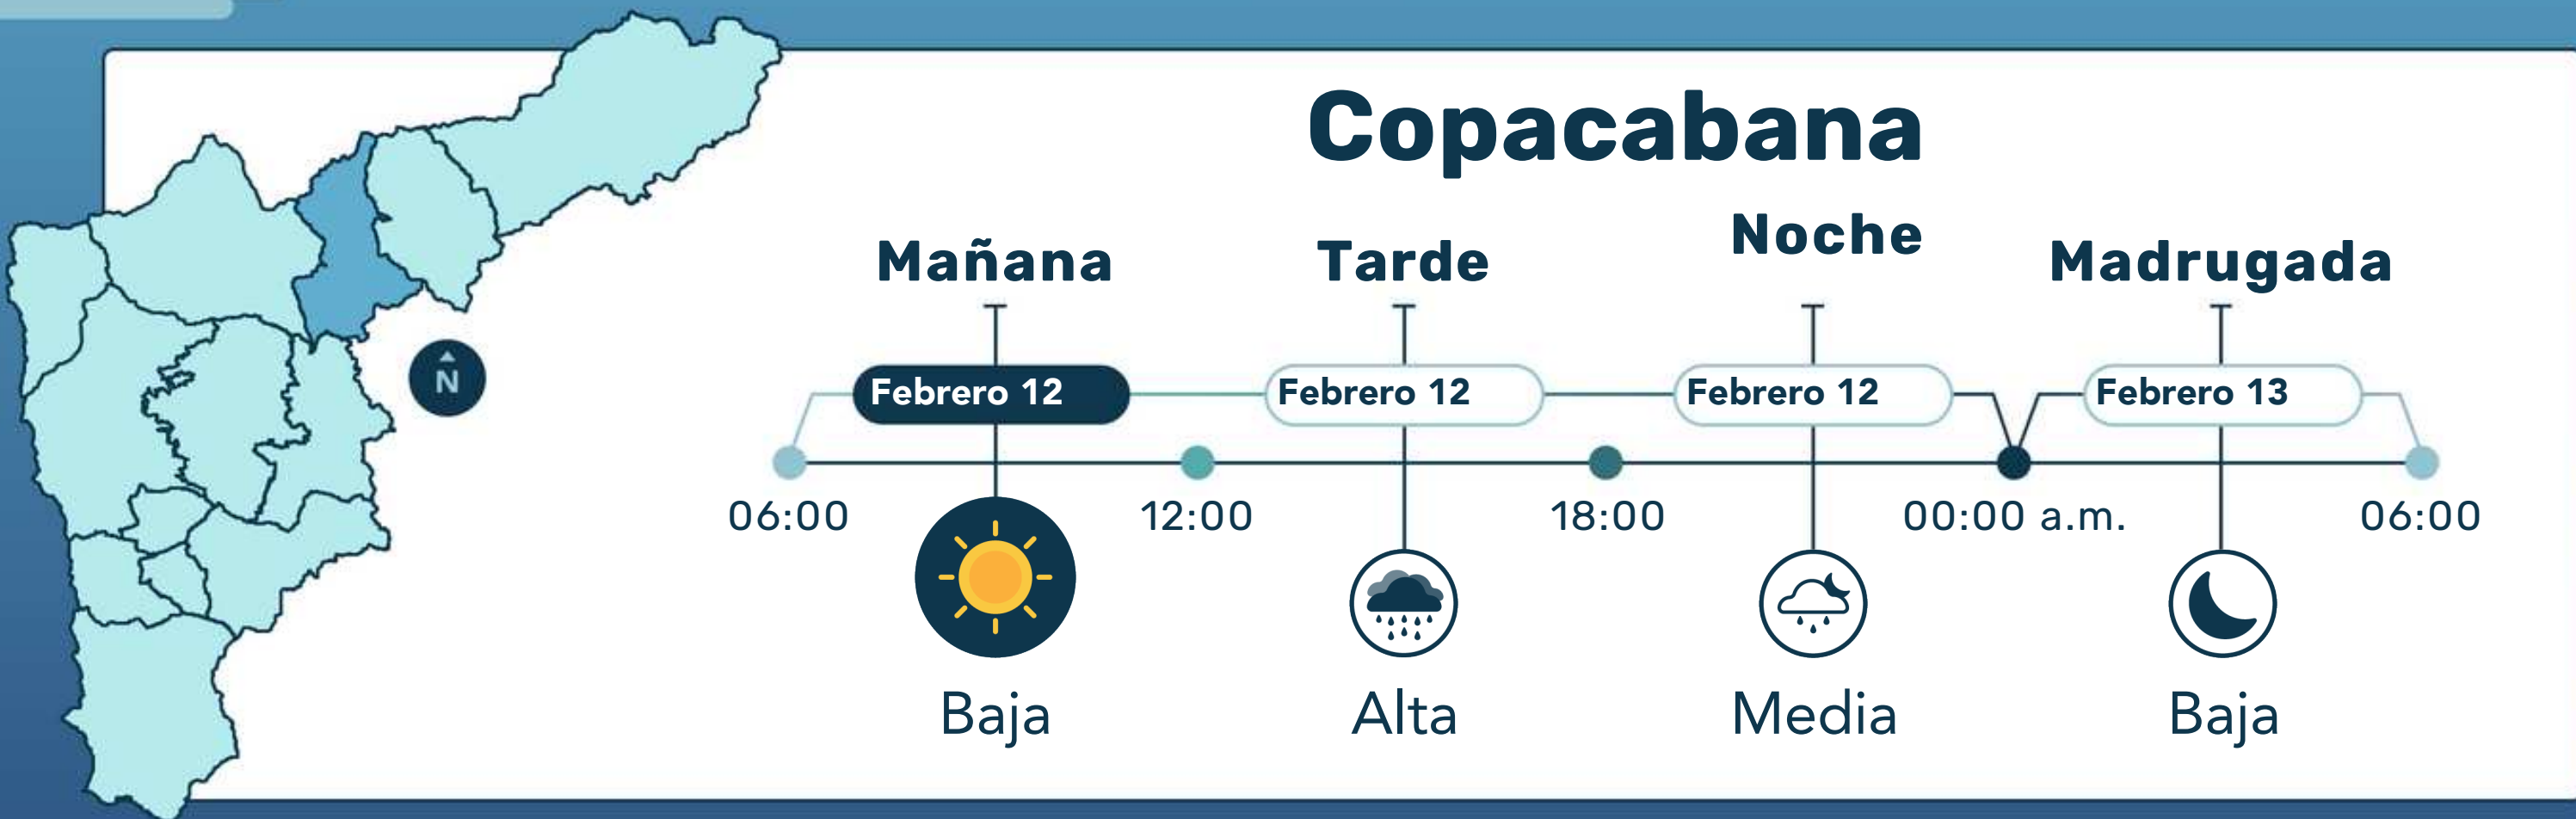 Copacabana
Mañana
Tarde
Noche
Madrugada
Febrero 12
Febrero 12
Febrero 12
Febrero 13
N
06:00
12:00
18:00
00:00 a.m.
06:00
Baja
Alta
Media
Baja